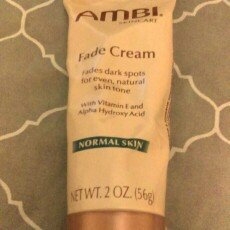 AMBI.
SKINCARE
Fade Cream
Fades dark spots
for even, natural
skin tone
With Vitamin E and
Alpha Hydroxy Acid
NORMAL SKIN
NET WT. 2 OZ. (56g)